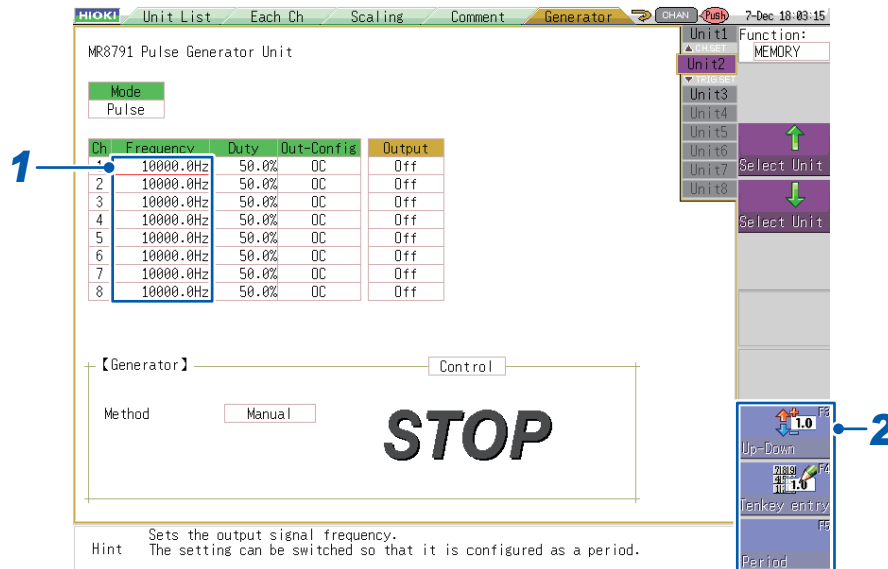 HIOKI Unit List Each Ch Scaling Comment Generator CHAN Push 7-Dec 18:03:15
Unit1 Function:
▲ CH.SET MEMORY
MR8791 Pulse Generator Unit
Unit2
▼ TRIG.SET
Unit3
Mode
Pulse
Unit4
Unit5
Unit6
Unit7
Unit8
Select Unit
Select Unit
Ch Frequency Duty Out-Config Output
1 10000.0Hz 50.0% OC Off
1
2 10000.0Hz 50.0% OC Off
3 10000.0Hz 50.0% OC Off
4 10000.0Hz 50.0% OC Off
5 10000.0Hz 50.0% OC Off
6 10000.0Hz 50.0% OC Off
7 10000.0Hz 50.0% OC Off
8 10000.0Hz 50.0% OC Off
【Generator】 Control
Method Manual
STOP
F3
1.0
Up-Down
2
F4
1.0
Tenkey entry
F5
Period
Hint Sets the output signal frequency.
The setting can be switched so that it is configured as a period.